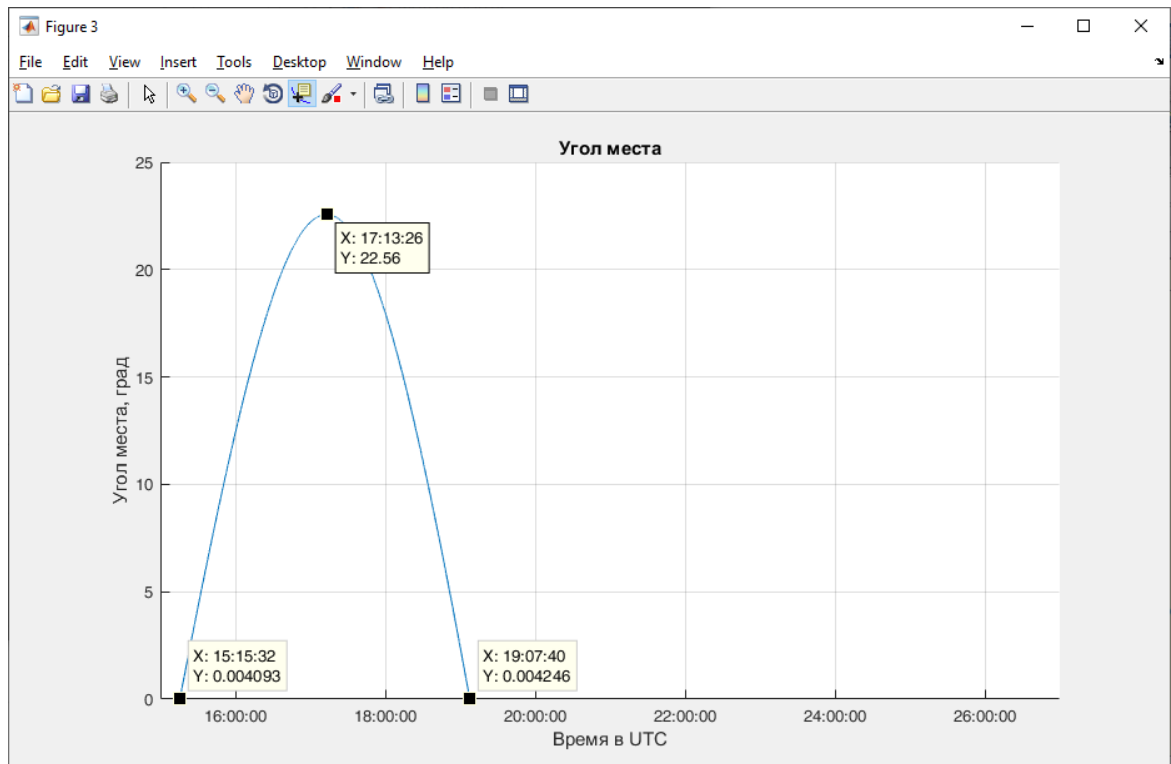 Figure 3
File Edit View Insert Tools Desktop Window Help
Угол места
25
20
15
10
5
0
Угол места, град
X: 17:13:26
Y: 22.56
X: 15:15:32
Y: 0.004093
X: 19:07:40
Y: 0.004246
16:00:00 18:00:00 20:00:00 22:00:00 24:00:00 26:00:00
Время в UTC